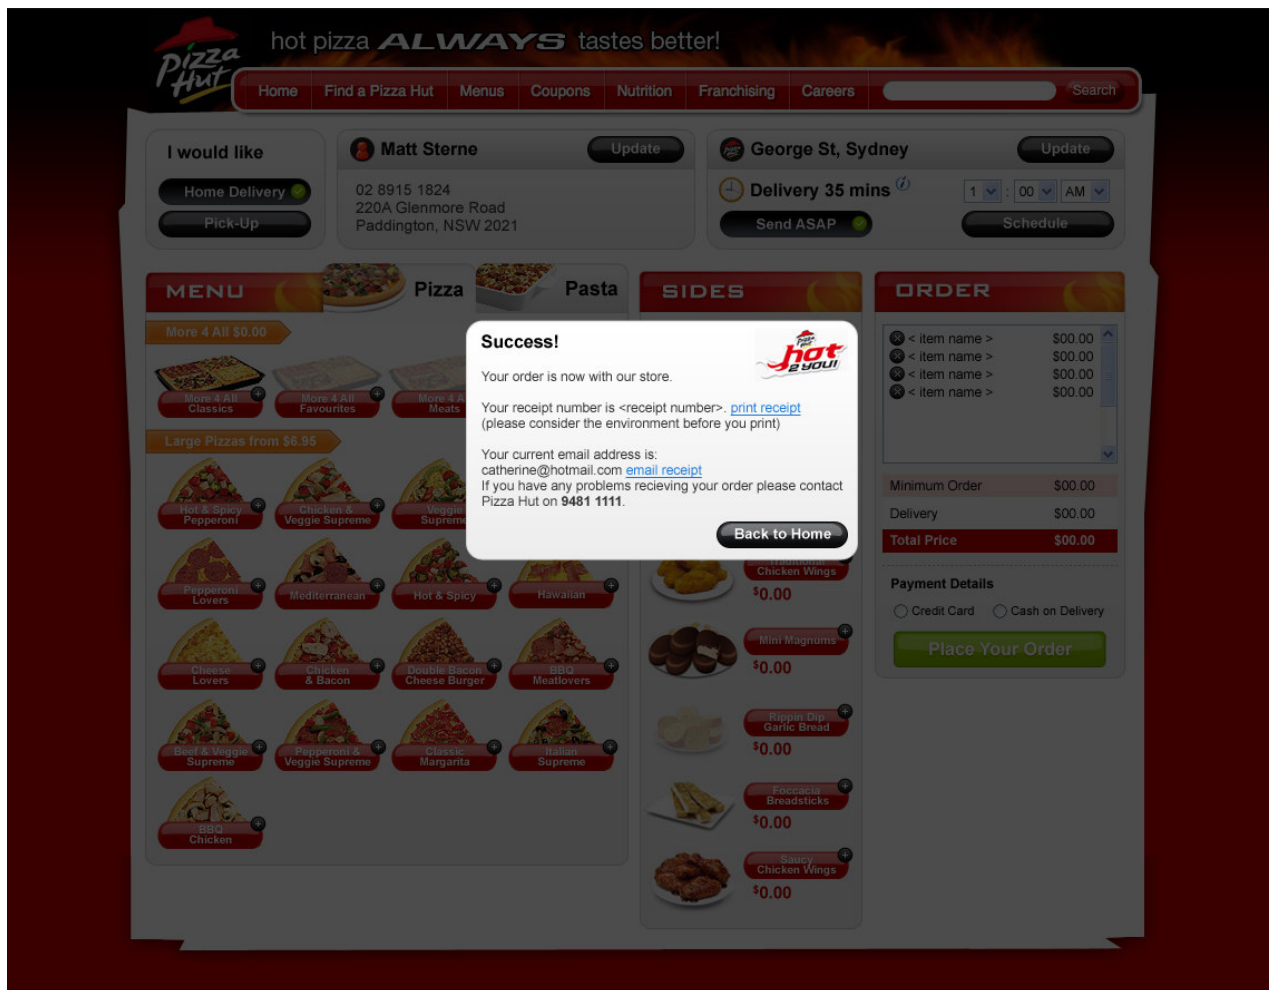 Pizza Hut
hot pizza ALWAYS tastes better!
Home Find a Pizza Hut Menus Coupons Nutrition Franchising Careers Search
I would like
Home Delivery
Pick-Up
Matt Sterne Update
02 8915 1824
220A Glenmore Road
Paddington, NSW 2021
George St, Sydney Update
Delivery 35 mins i 1 : 00 AM
Send ASAP Schedule
MENU Pizza Pasta
More 4 All $0.00
More 4 All Classics
More 4 All Favourites
More 4 All Meats
Large Pizzas from $6.95
Hot & Spicy Pepperoni
Chicken & Veggie Supreme
Veggie Supreme
Pepperoni Lovers
Mediterranean
Hot & Spicy
Hawaiian
Cheese Lovers
Chicken & Bacon
Double Bacon Cheese Burger
BBQ Meatlovers
Beef & Veggie Supreme
Pepperoni & Veggie Supreme
Classic Margarita
Italian Supreme
BBQ Chicken
SIDES
Traditional Chicken Wings
$0.00
Mini Magnums
$0.00
Rippin Dip Garlic Bread
$0.00
Foccacia Breadsticks
$0.00
Saucy Chicken Wings
$0.00
ORDER
< item name > $00.00
< item name > $00.00
< item name > $00.00
< item name > $00.00
Minimum Order $00.00
Delivery $00.00
Total Price $00.00
Payment Details
Credit Card Cash on Delivery
Place Your Order
Success!
Pizza Hut
hot 2 YOU!
Your order is now with our store.
Your receipt number is <receipt number>. print receipt
(please consider the environment before you print)
Your current email address is:
catherine@hotmail.com email receipt
If you have any problems recieving your order please contact
Pizza Hut on 9481 1111.
Back to Home